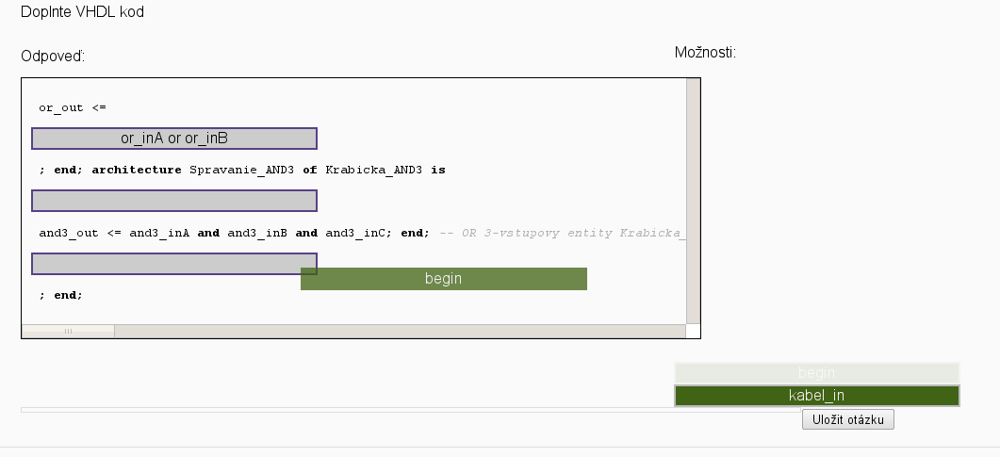 Doplnte VHDL kod
Odpoveď:
Možnosti:
or_out <=
or_inA or or_inB
; end; architecture Spravanie_AND3 of Krabicka_AND3 is
and3_out <= and3_inA and and3_inB and and3_inC; end; -- OR 3-vstupovy entity Krabicka_
begin
; end;
begin
kabel_in
Uložit otázku